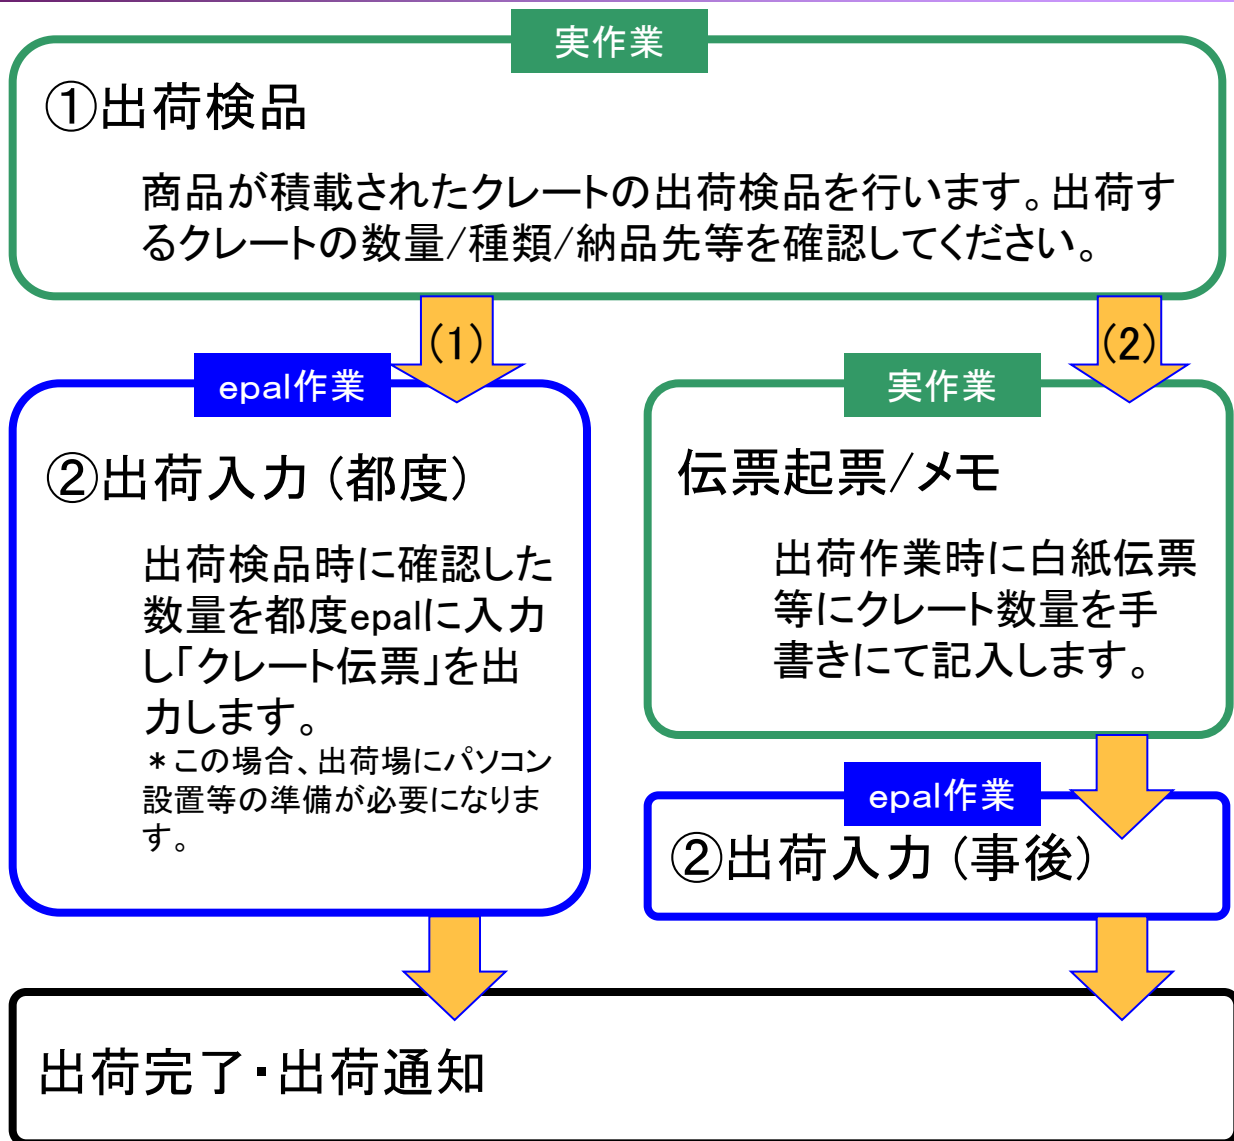 実作業
①出荷検品
商品が積載されたクレートの出荷検品を行います。出荷す
るクレートの数量/種類/納品先等を確認してください。
(1)
(2)
epal作業
②出荷入力（都度）
出荷検品時に確認した
数量を都度epalに入力
し「クレート伝票」を出
力します。
＊この場合、出荷場にパソコン
設置等の準備が必要になりま
す。
実作業
伝票起票/メモ
出荷作業時に白紙伝票
等にクレート数量を手
書きにて記入します。
epal作業
②出荷入力（事後）
出荷完了・出荷通知